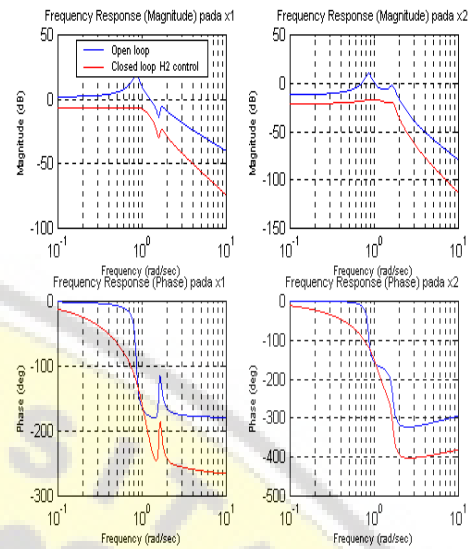 Frequency Response (Magnitude) pada x1
Magnitude (dB)
50
0
-50
-100
Open loop
Closed loop H2 control
10^-1
10^0
10^1
Frequency (rad/sec)
Frequency Response (Magnitude) pada x2
Magnitude (dB)
50
0
-50
-100
-150
10^-1
10^0
10^1
Frequency (rad/sec)
Frequency Response (Phase) pada x1
Phase (deg)
0
-100
-200
-300
10^-1
10^0
10^1
Frequency (rad/sec)
Frequency Response (Phase) pada x2
Phase (deg)
0
-100
-200
-300
-400
-500
10^-1
10^0
10^1
Frequency (rad/sec)